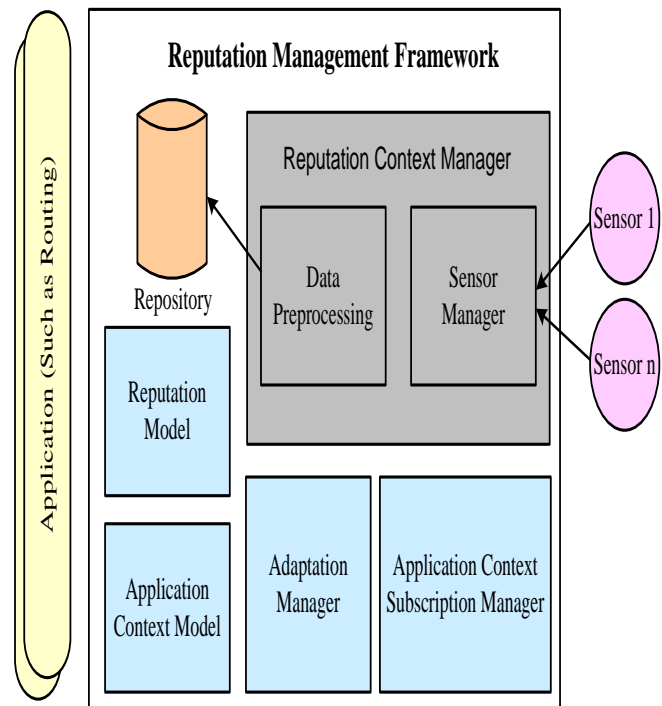 Application (Such as Routing)
Reputation Management Framework
Repository
Reputation Context Manager
Data
Preprocessing
Sensor
Manager
Sensor 1
Sensor n
Reputation
Model
Application
Context Model
Adaptation
Manager
Application Context
Subscription Manager